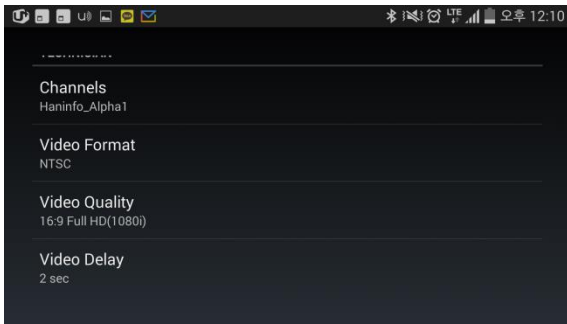 LTE 오후 12:10
Channels
Haninfo_Alpha1
Video Format
NTSC
Video Quality
16:9 Full HD(1080i)
Video Delay
2 sec